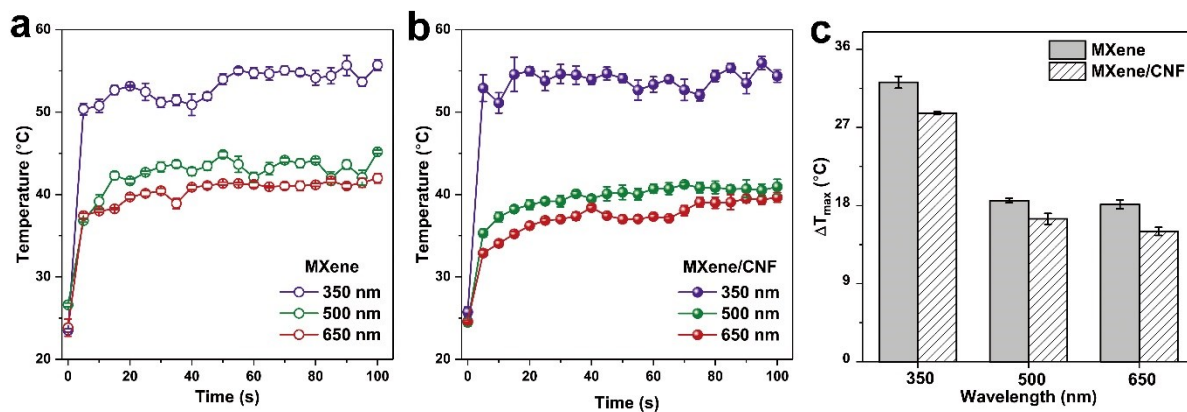 a
60
50
40
30
20
Temperature (°C)
MXene
350 nm
500 nm
650 nm
0 20 40 60 80 100
Time (s)
b
60
50
40
30
20
Temperature (°C)
MXene/CNF
350 nm
500 nm
650 nm
0 20 40 60 80 100
Time (s)
c
36
27
18
9
0
ΔTmax (°C)
MXene
MXene/CNF
350 500 650
Wavelength (nm)